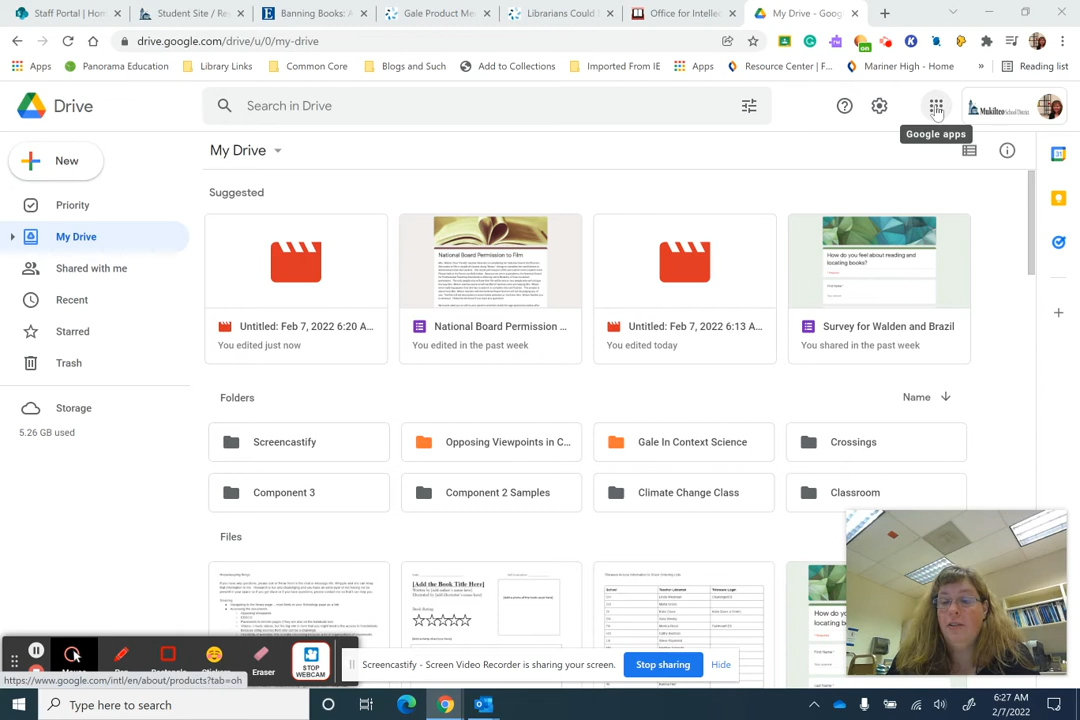 Staff Portal | Hom
Student Site / Re
Banning Books: A
Gale Product Me
Librarians Could
Office for Intellec
My Drive - Goog
drive.google.com/drive/u/0/my-drive
Apps
Panorama Education
Library Links
Common Core
Blogs and Such
Add to Collections
Imported From IE
Apps
Resource Center | F...
Mariner High - Home
»
Reading list
Drive
Search in Drive
Mukilteo School District
Google apps
New
My Drive
Suggested
Priority
My Drive
Shared with me
Recent
Starred
Trash
Storage
5.26 GB used
National Board Permission to Film
How do you feel about reading and
locating books?
Untitled: Feb 7, 2022 6:20 A...
You edited just now
National Board Permission ...
You edited in the past week
Untitled: Feb 7, 2022 6:13 A...
You edited today
Survey for Walden and Brazil
You shared in the past week
Folders
Name
Screencastify
Opposing Viewpoints in C...
Gale In Context Science
Crossings
Component 3
Component 2 Samples
Climate Change Class
Classroom
Files
[Add the Book Title Here]
How do yo
locating bo
Eraser
STOP
WEBCAM
Screencastify - Screen Video Recorder is sharing your screen.
Stop sharing
Hide
https://www.google.com/intl/en/about/products?tab=oh
Type here to search
6:27 AM
2/7/2022